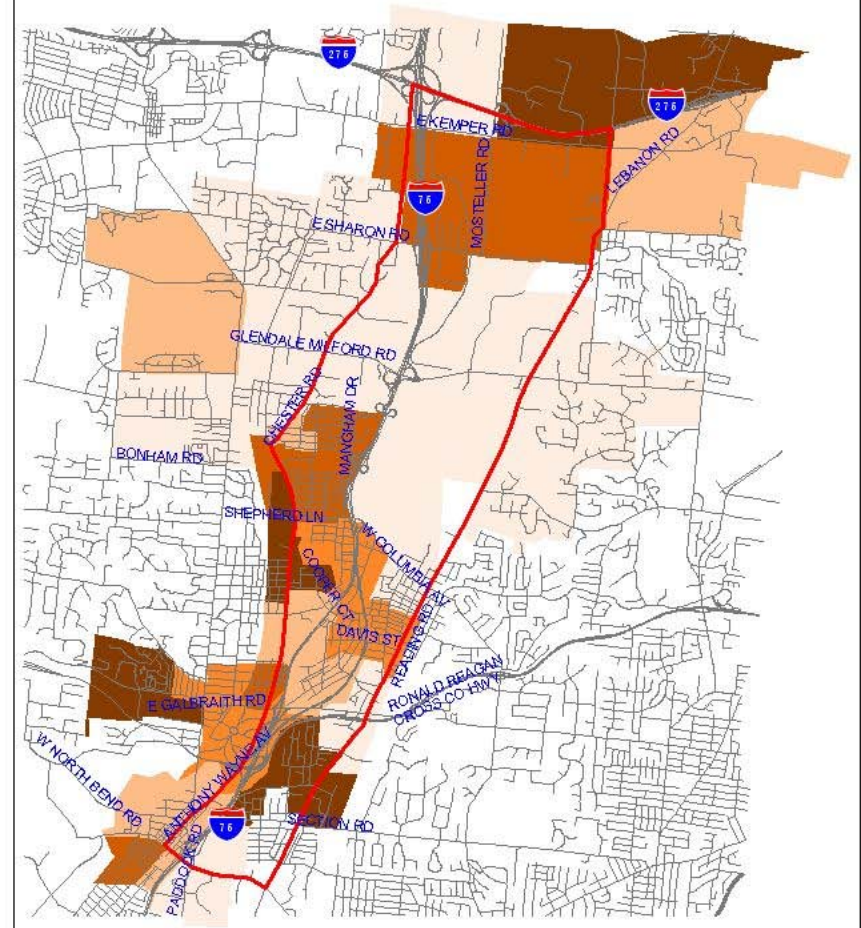 276
276
E KEMPER RD
LEBANON RD
MOSTELLER RD
75
E SHARON RD
GLENDALE MILFORD RD
CHESTER RD
MANGHAM DR
BONHAM RD
SHEPHERD LN
W COLUMBIA AV
COOPER CT
DAVIS ST
READING RD
RONALD REAGAN
CROSS CO HWY
E GALBRAITH RD
W NORTH BEND RD
ANTHONY WAYNE AV
75
SECTION RD
PADDOCK RD